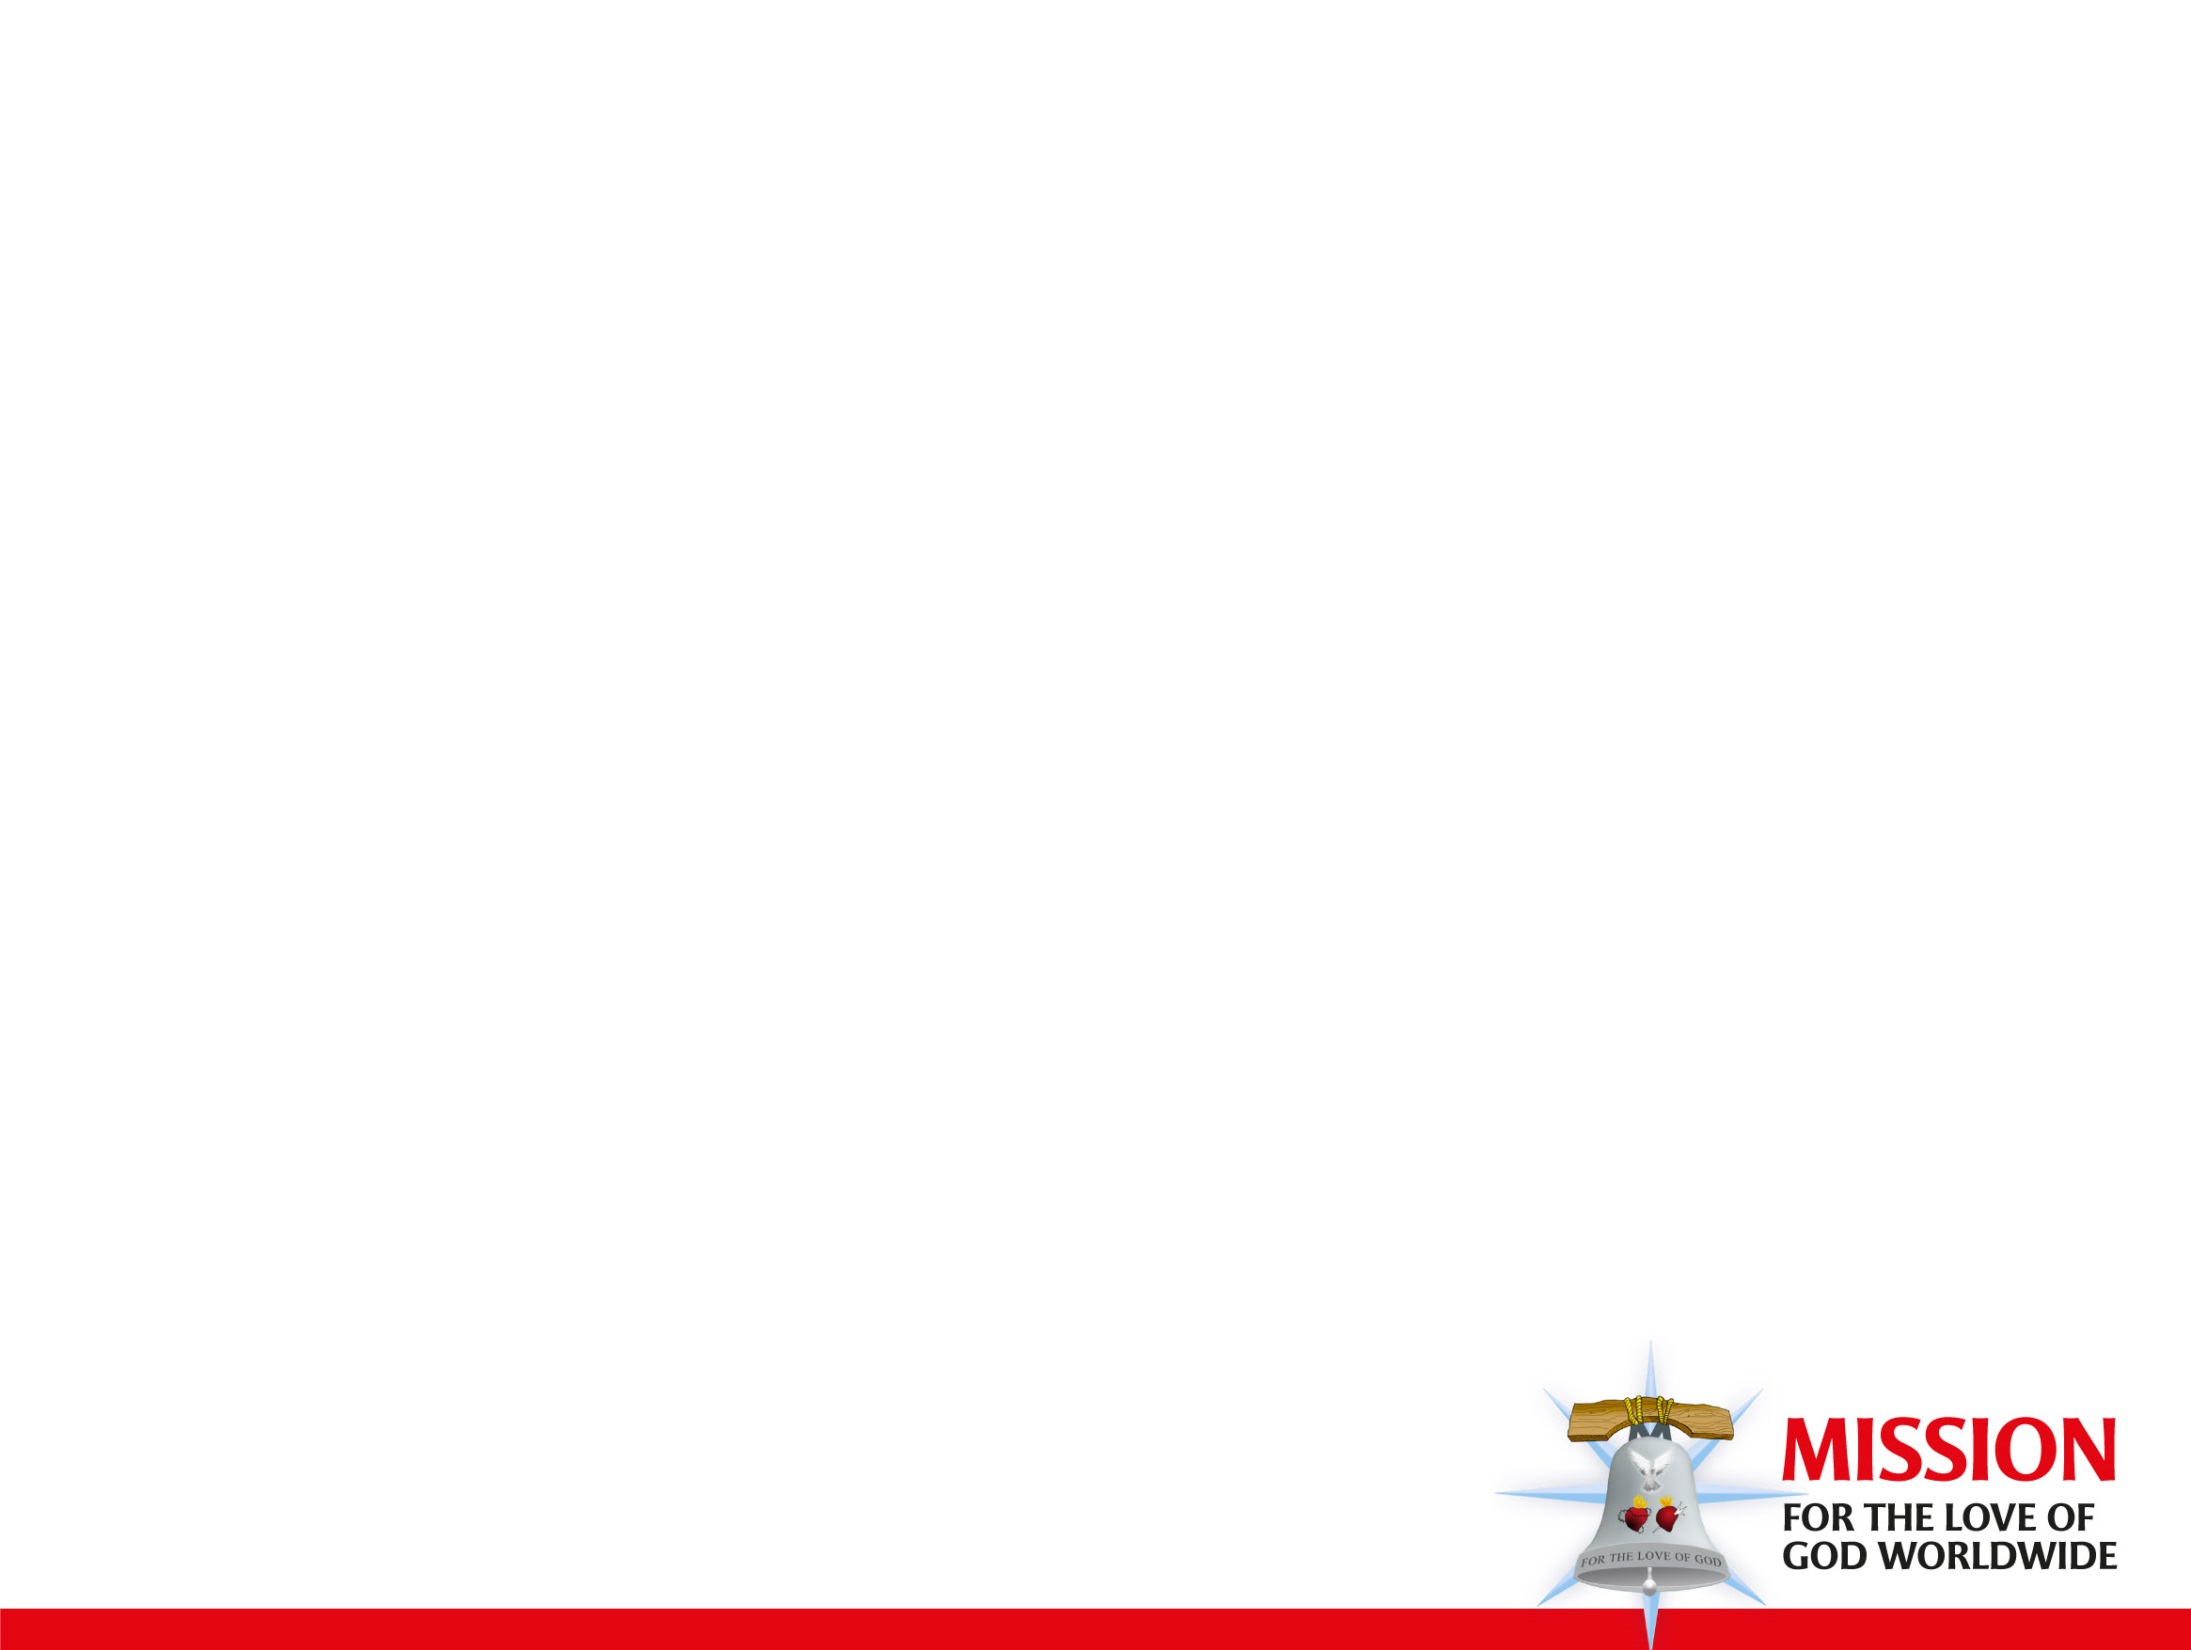 MISSION
FOR THE LOVE OF
GOD WORLDWIDE
FOR THE LOVE OF GOD